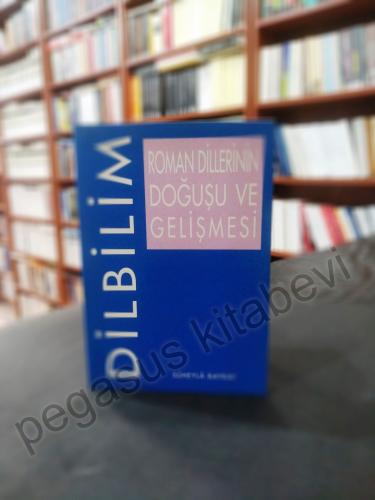 DİLBİLİM
ROMAN DİLLERİNİN
DOĞUŞU VE
GELİŞMESİ
pegasus kitabevi